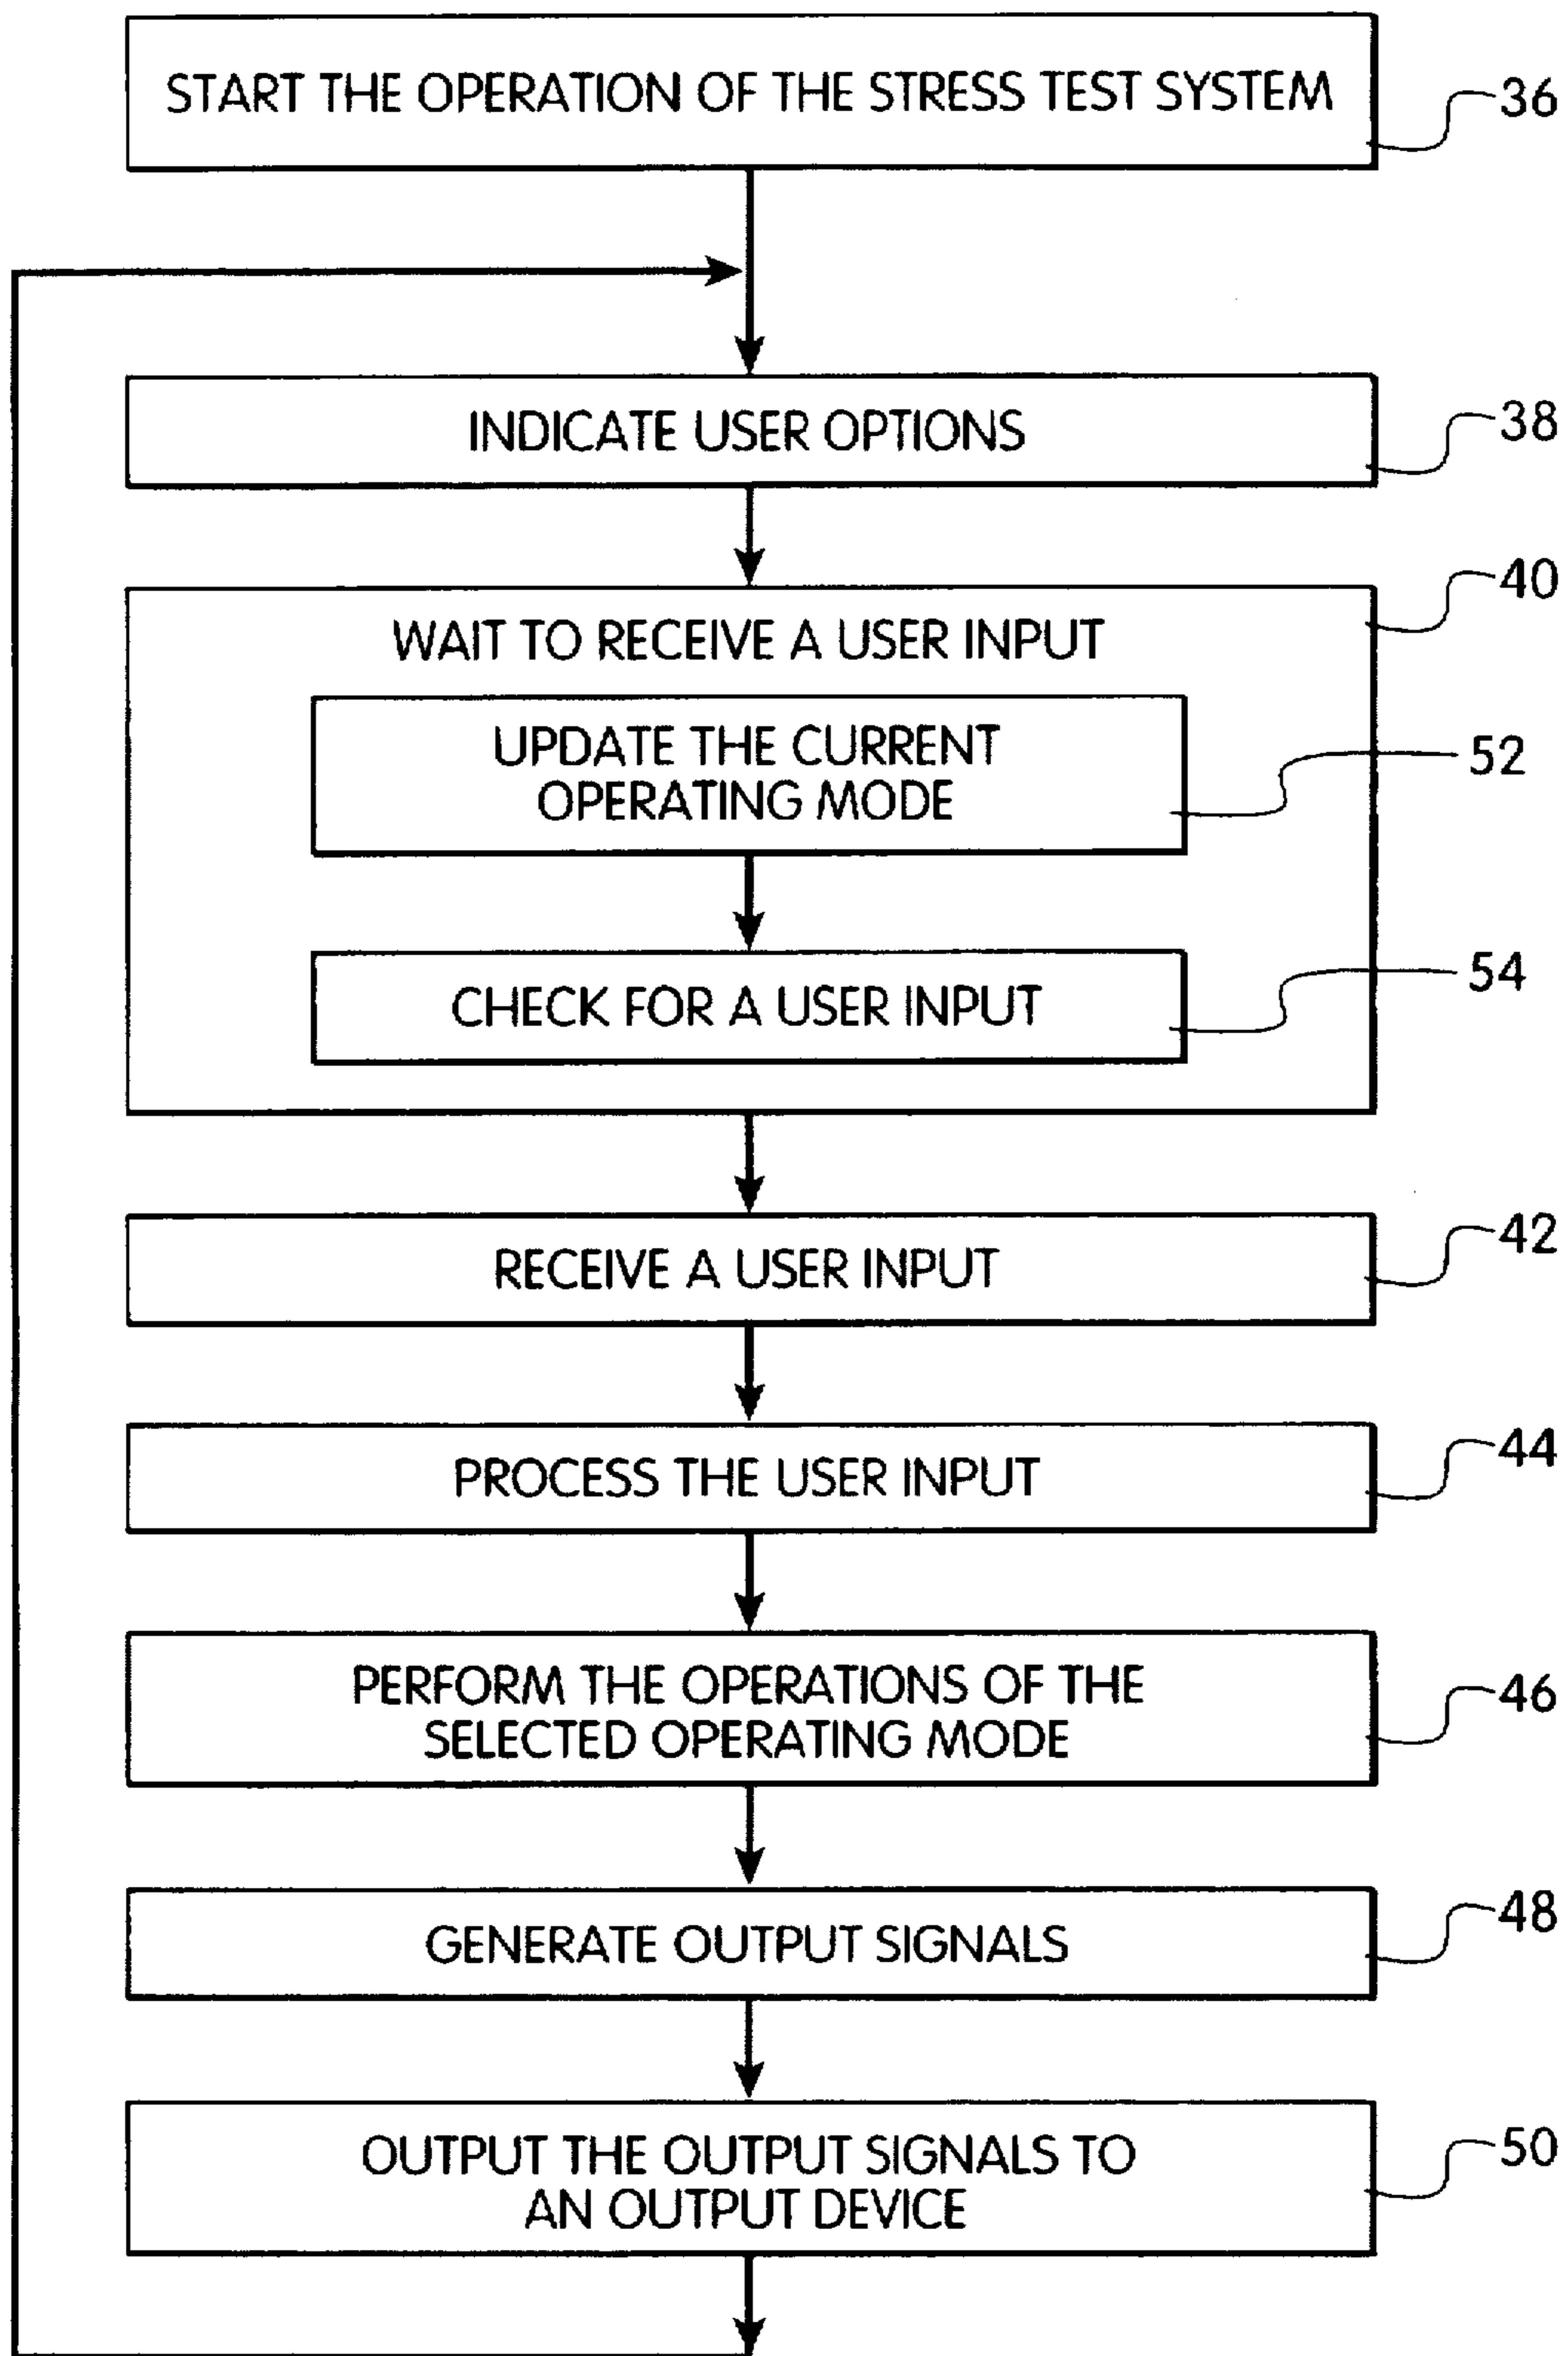 START THE OPERATION OF THE STRESS TEST SYSTEM
36
INDICATE USER OPTIONS
38
40
WAIT TO RECEIVE A USER INPUT
UPDATE THE CURRENT
OPERATING MODE
52
CHECK FOR A USER INPUT
54
RECEIVE A USER INPUT
42
PROCESS THE USER INPUT
44
PERFORM THE OPERATIONS OF THE
SELECTED OPERATING MODE
46
GENERATE OUTPUT SIGNALS
48
OUTPUT THE OUTPUT SIGNALS TO
AN OUTPUT DEVICE
50